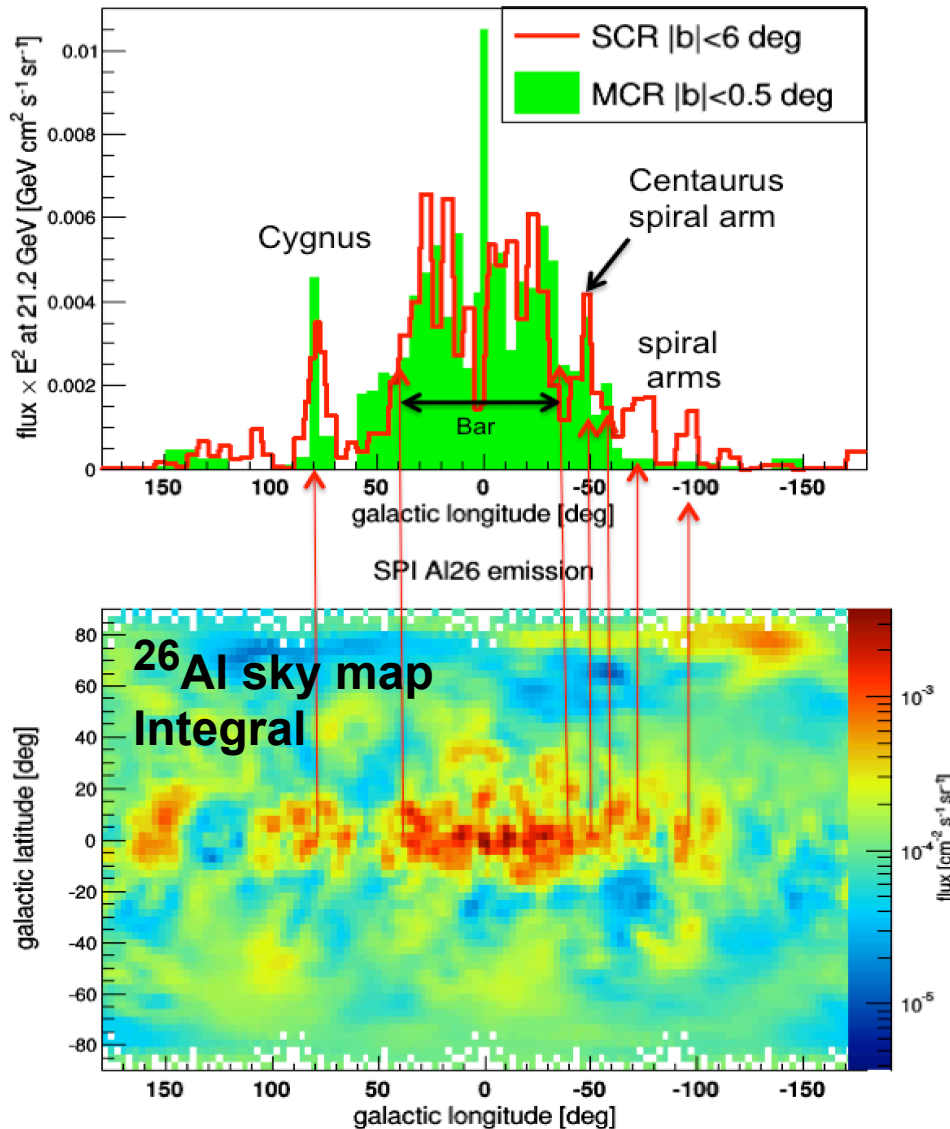 SCR |b|<6 deg
MCR |b|<0.5 deg
flux × E² at 21.2 GeV [GeV cm⁻² s⁻¹ sr⁻¹]
0.01
0.008
0.006
0.004
0.002
0
Cygnus
Centaurus
spiral arm
spiral
arms
Bar
150 100 50 0 -50 -100 -150
galactic longitude [deg]
SPI Al26 emission
²⁶Al sky map
Integral
galactic latitude [deg]
80
60
40
20
0
-20
-40
-60
-80
150 100 50 0 -50 -100 -150
galactic longitude [deg]
10⁻³
10⁻⁴
10⁻⁵
flux [cm⁻² s⁻¹ sr⁻¹]